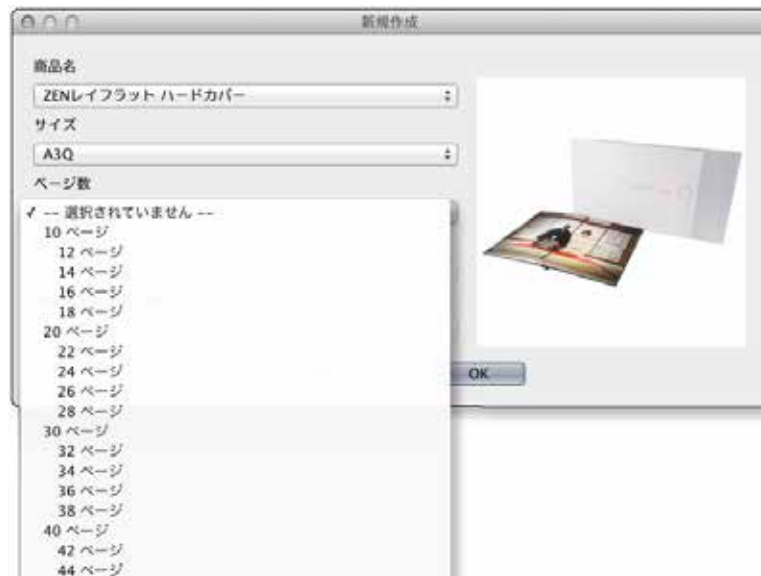 新規作成
商品名
ZENレイフラット ハードカバー
サイズ
A3Q
ページ数
✓ -- 選択されていません --
10 ページ
12 ページ
14 ページ
16 ページ
18 ページ
20 ページ
22 ページ
24 ページ
26 ページ
28 ページ
30 ページ
32 ページ
34 ページ
36 ページ
38 ページ
40 ページ
42 ページ
44 ページ
OK